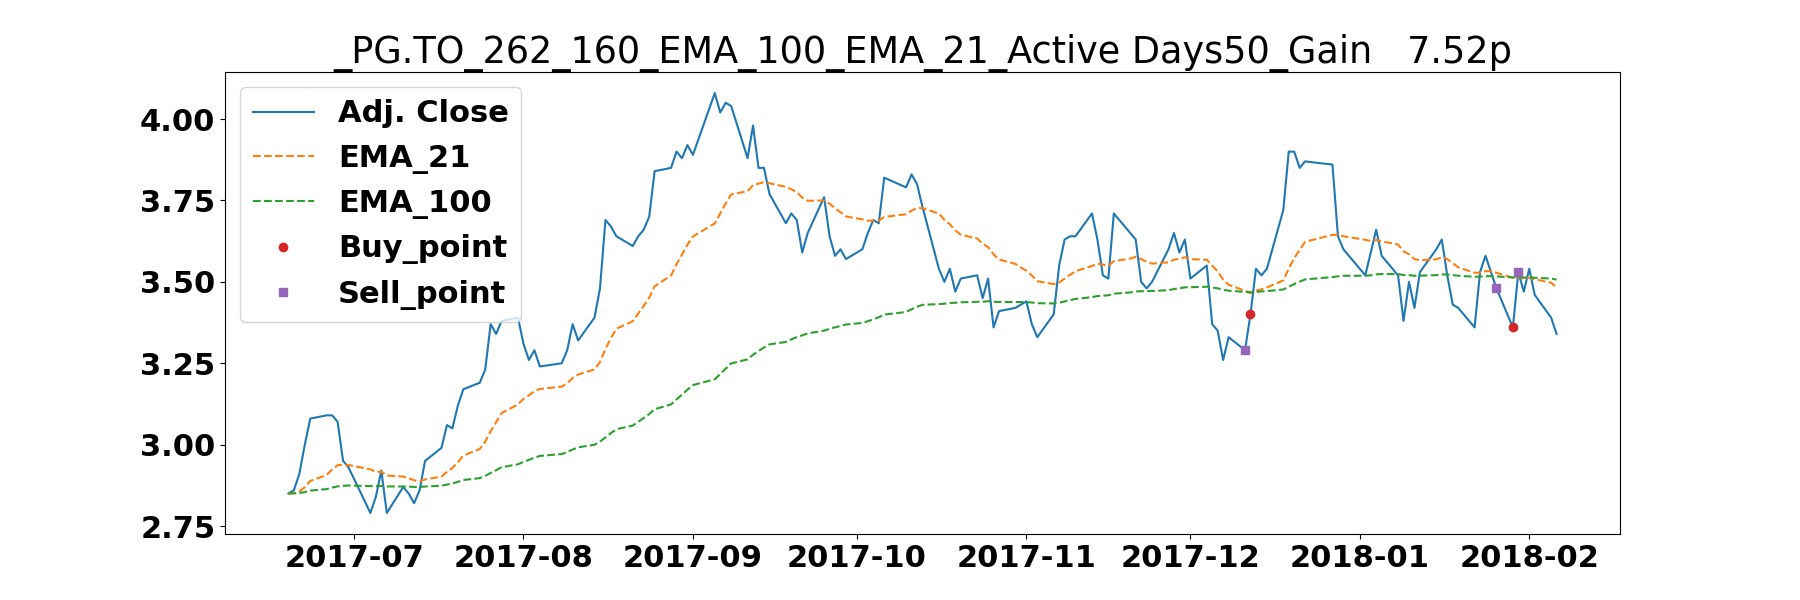 _PG.TO_262_160_EMA_100_EMA_21_Active Days50_Gain   7.52p
Adj. Close
EMA_21
EMA_100
Buy_point
Sell_point
4.00
3.75
3.50
3.25
3.00
2.75
2017-07 2017-08 2017-09 2017-10 2017-11 2017-12 2018-01 2018-02